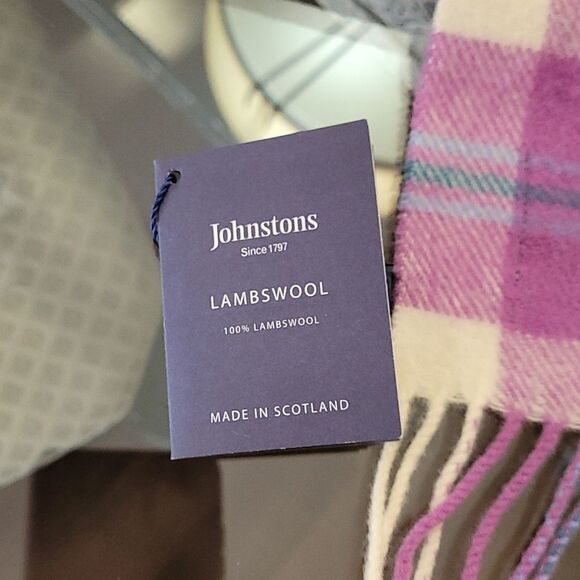 Johnstons
Since 1797
LAMBSWOOL
100% LAMBSWOOL
MADE IN SCOTLAND